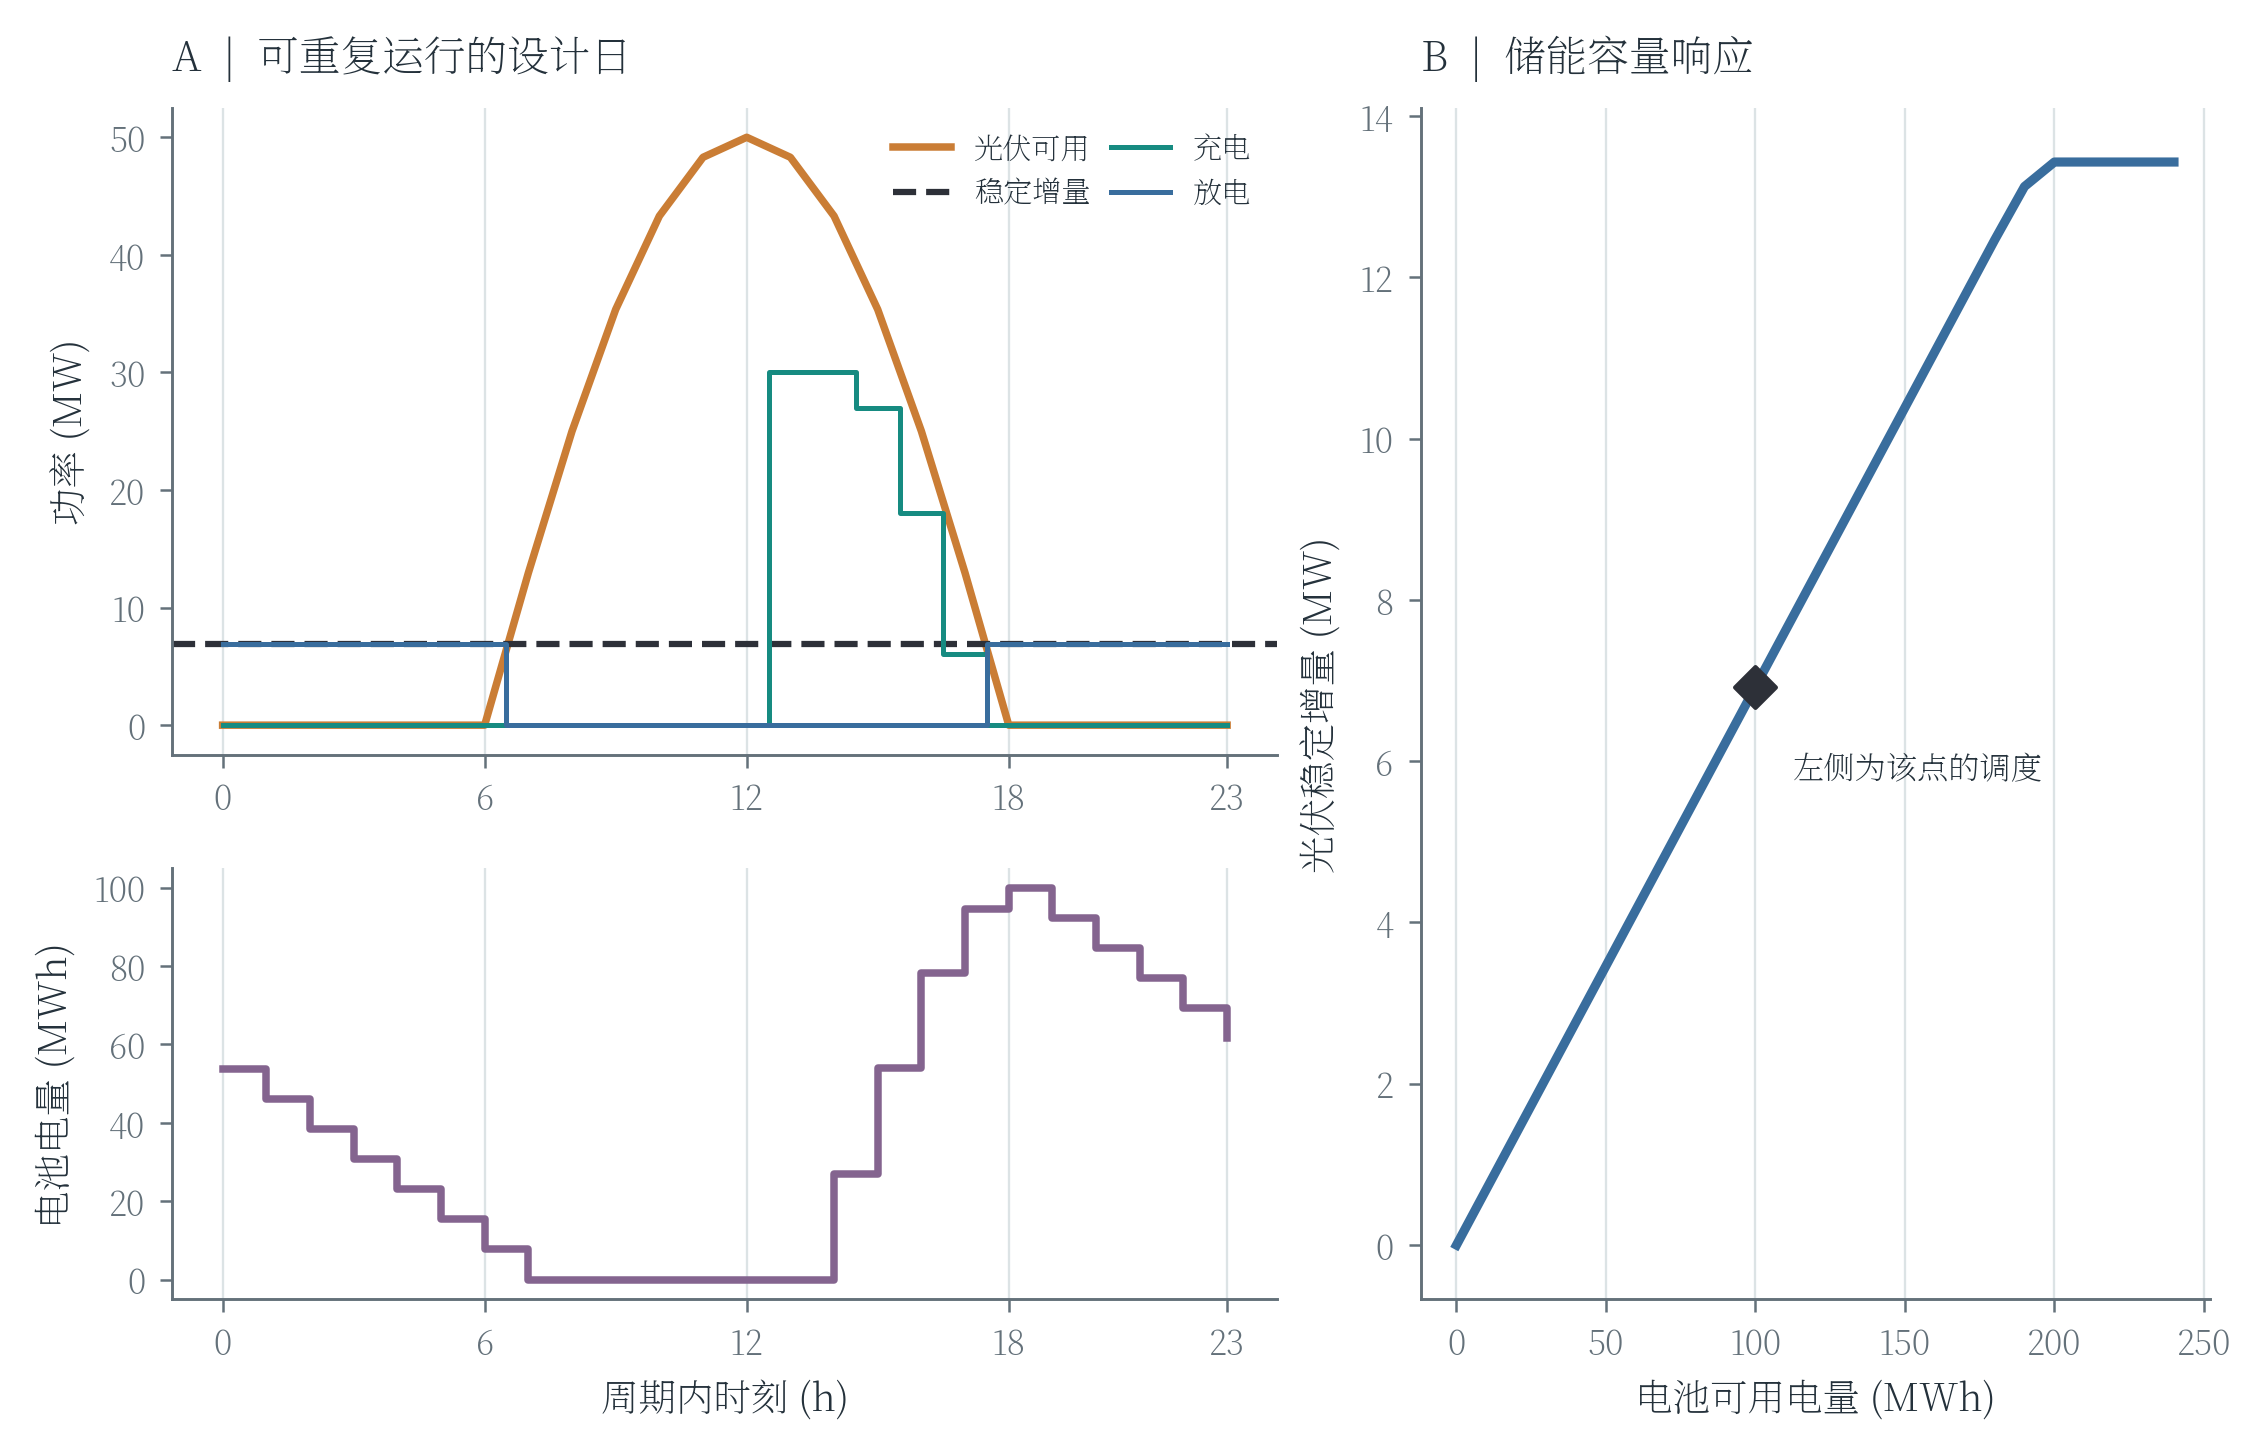 A | 可重复运行的设计日
功率 (MW)
50
40
30
20
10
0
光伏可用
稳定增量
充电
放电
0 6 12 18 23
电池电量 (MWh)
100
80
60
40
20
0
0 6 12 18 23
周期内时刻 (h)
B | 储能容量响应
光伏稳定增量 (MW)
14
12
10
8
6
4
2
0
左侧为该点的调度
0 50 100 150 200 250
电池可用电量 (MWh)